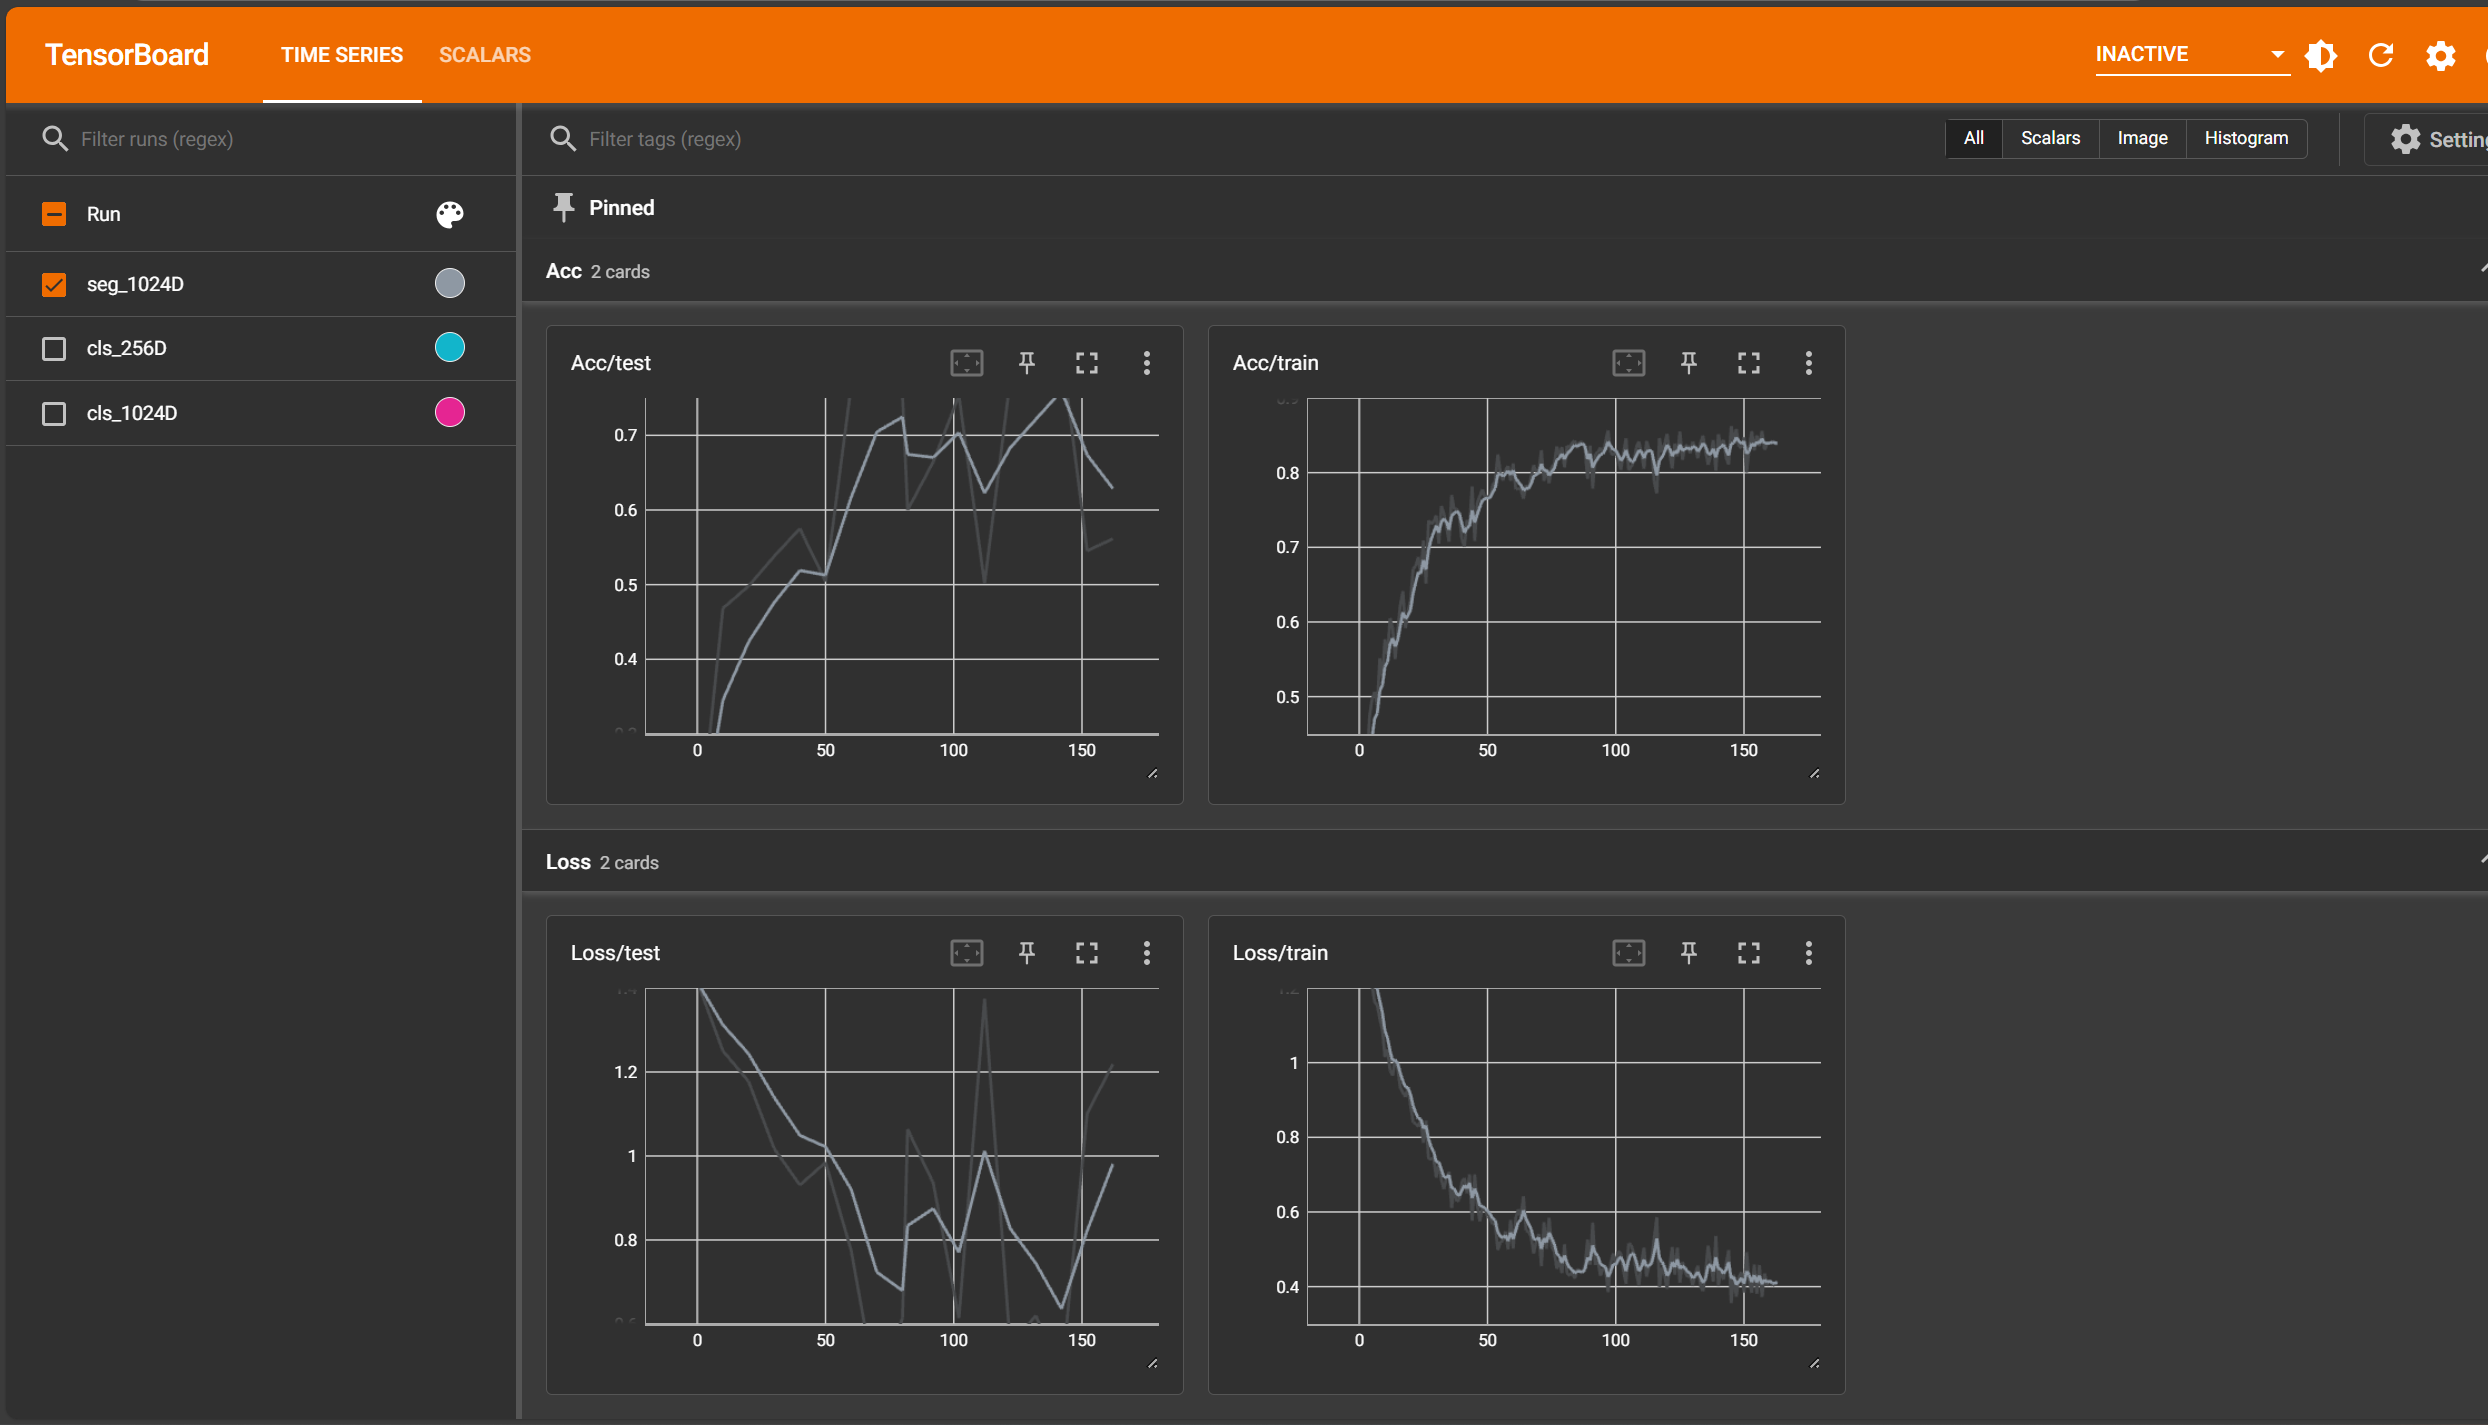 TensorBoard TIME SERIES SCALARS INACTIVE
Filter runs (regex)
Run
seg_1024D
cls_256D
cls_1024D
Filter tags (regex) All Scalars Image Histogram
Pinned
Acc 2 cards
Acc/test
0.7
0.6
0.5
0.4
0 50 100 150
Acc/train
0.8
0.7
0.6
0.5
0 50 100 150
Loss 2 cards
Loss/test
1.2
1
0.8
0 50 100 150
Loss/train
1
0.8
0.6
0.4
0 50 100 150